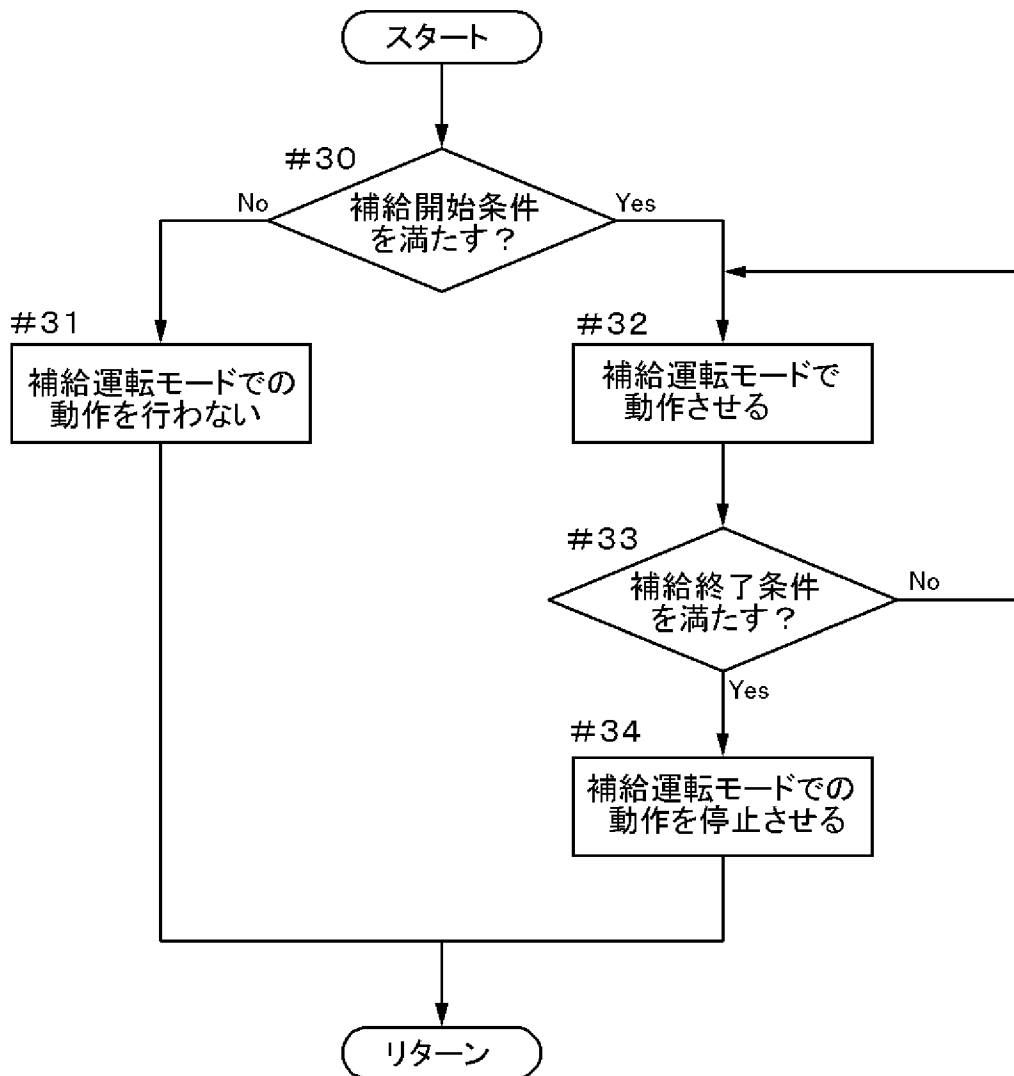 スタート
#30
補給開始条件
を満たす?
No
Yes
#31
補給運転モードでの
動作を行わない
#32
補給運転モードで
動作させる
#33
補給終了条件
を満たす?
No
Yes
#34
補給運転モードでの
動作を停止させる
リターン